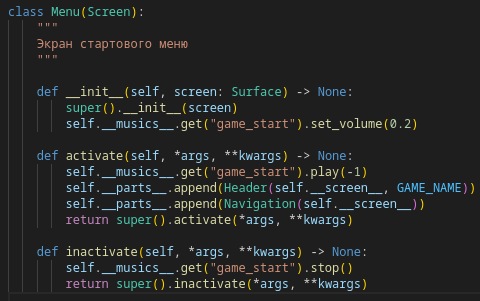 class Menu(Screen):
    """
    Экран стартового меню
    """

    def __init__(self, screen: Surface) -> None:
        super().__init__(screen)
        self.__musics__.get("game_start").set_volume(0.2)

    def activate(self, *args, **kwargs) -> None:
        self.__musics__.get("game_start").play(-1)
        self.__parts__.append(Header(self.__screen__, GAME_NAME))
        self.__parts__.append(Navigation(self.__screen__))
        return super().activate(*args, **kwargs)

    def inactivate(self, *args, **kwargs) -> None:
        self.__musics__.get("game_start").stop()
        return super().inactivate(*args, **kwargs)